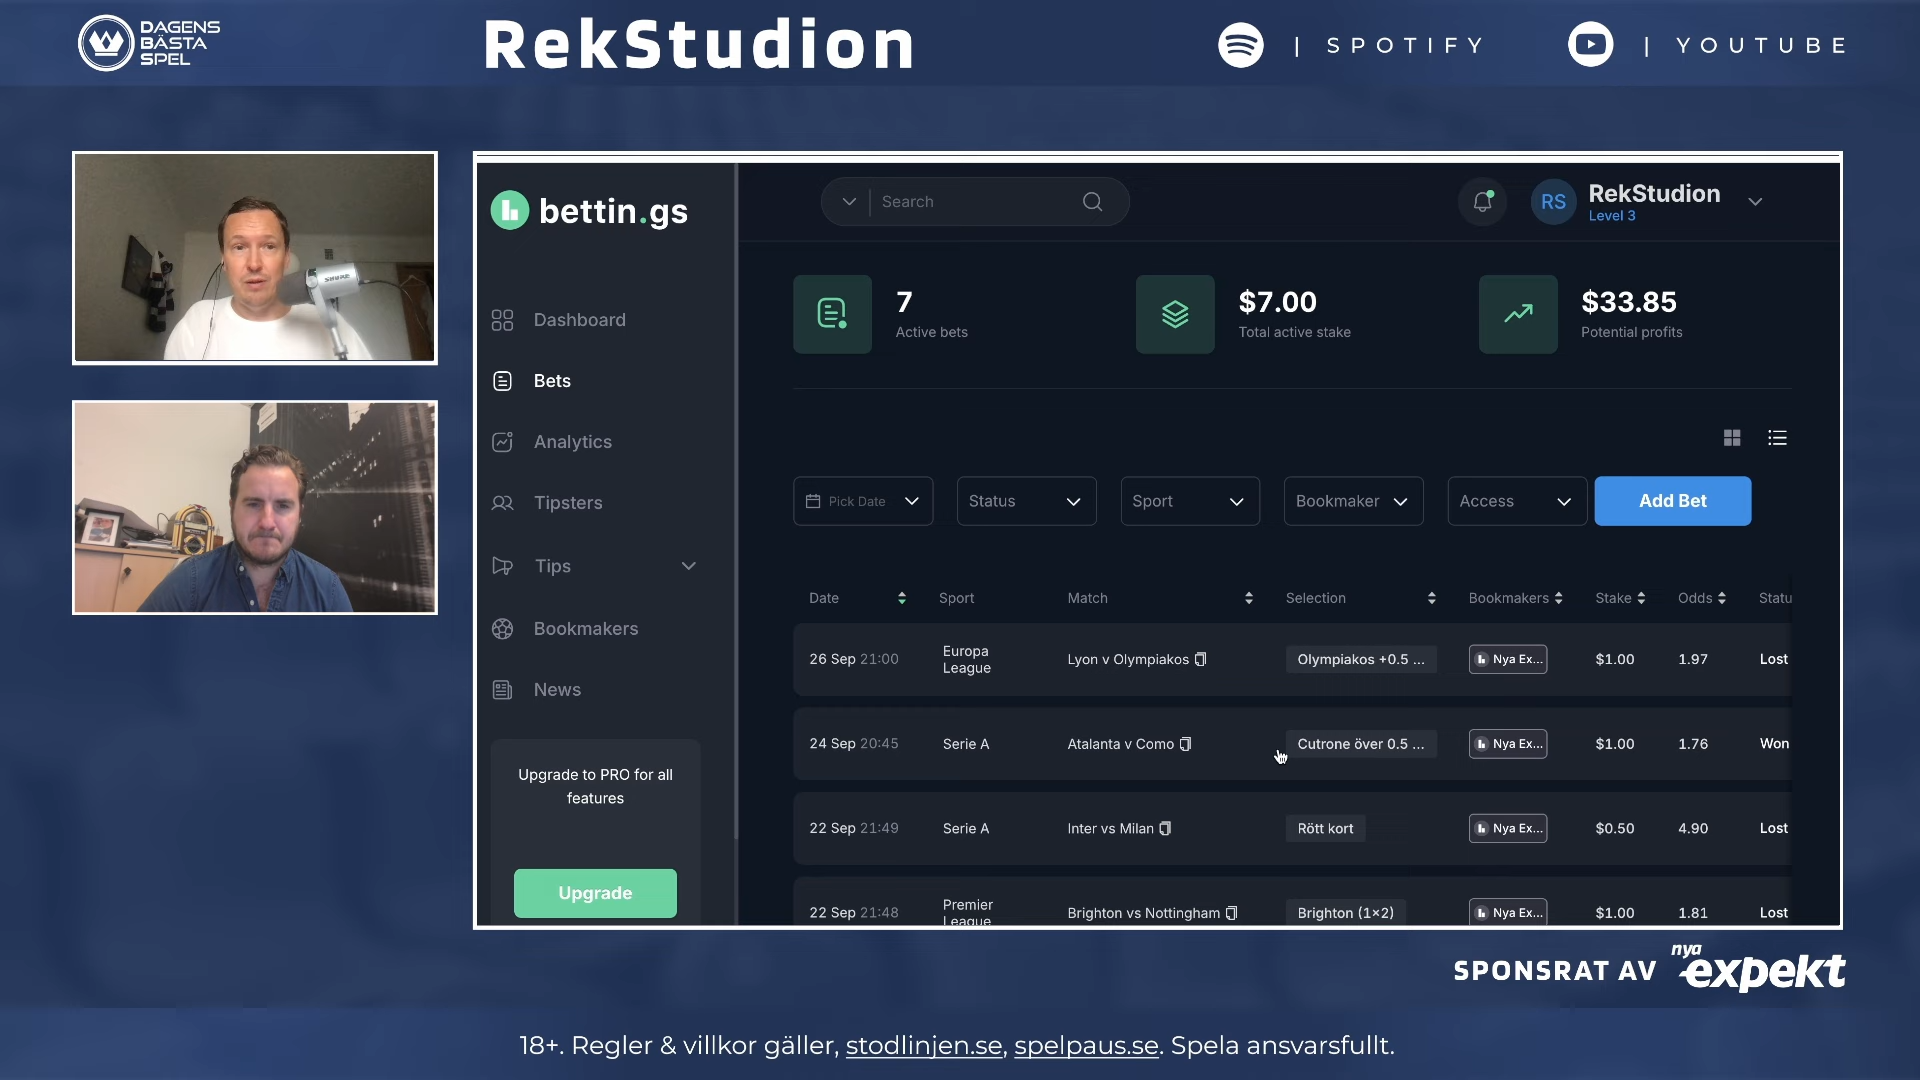 DAGENS
BÄSTA
SPEL
RekStudion
| SPOTIFY
| YOUTUBE
SHURE
bettin.gs
Search
RS
RekStudion
Level 3
Dashboard
Bets
Analytics
Tipsters
Tips
Bookmakers
News
Upgrade to PRO for all
features
Upgrade
7
Active bets
$7.00
Total active stake
$33.85
Potential profits
Pick Date
Status
Sport
Bookmaker
Access
Add Bet
Date Sport Match Selection Bookmakers Stake Odds Statu
26 Sep 21:00 Europa League Lyon v Olympiakos Olympiakos +0.5 ... Nya Ex... $1.00 1.97 Lost
24 Sep 20:45 Serie A Atalanta v Como Cutrone över 0.5 ... Nya Ex... $1.00 1.76 Won
22 Sep 21:49 Serie A Inter vs Milan Rött kort Nya Ex... $0.50 4.90 Lost
22 Sep 21:48 Premier League Brighton vs Nottingham Brighton (1×2) Nya Ex... $1.00 1.81 Lost
SPONSRAT AV nya expekt
18+. Regler & villkor gäller, stodlinjen.se, spelpaus.se. Spela ansvarsfullt.